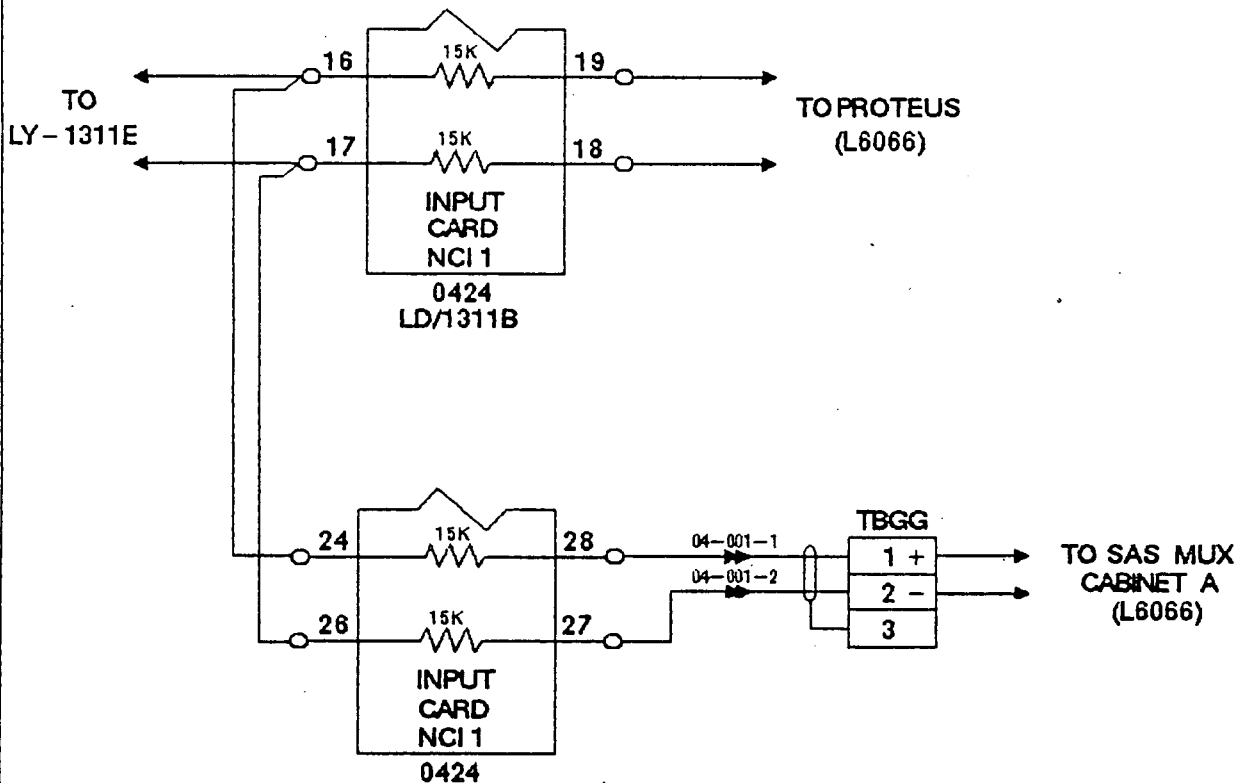 16
15K
19
TO
LY-1311E
TO PROTEUS
(L6066)
17
15K
18
INPUT
CARD
NCI 1
0424
LD/1311B
24
15K
28
04-001-1
TBGG
1 +
TO SAS MUX
CABINET A
(L6066)
04-001-2
2 -
26
15K
27
3
INPUT
CARD
NCI 1
0424